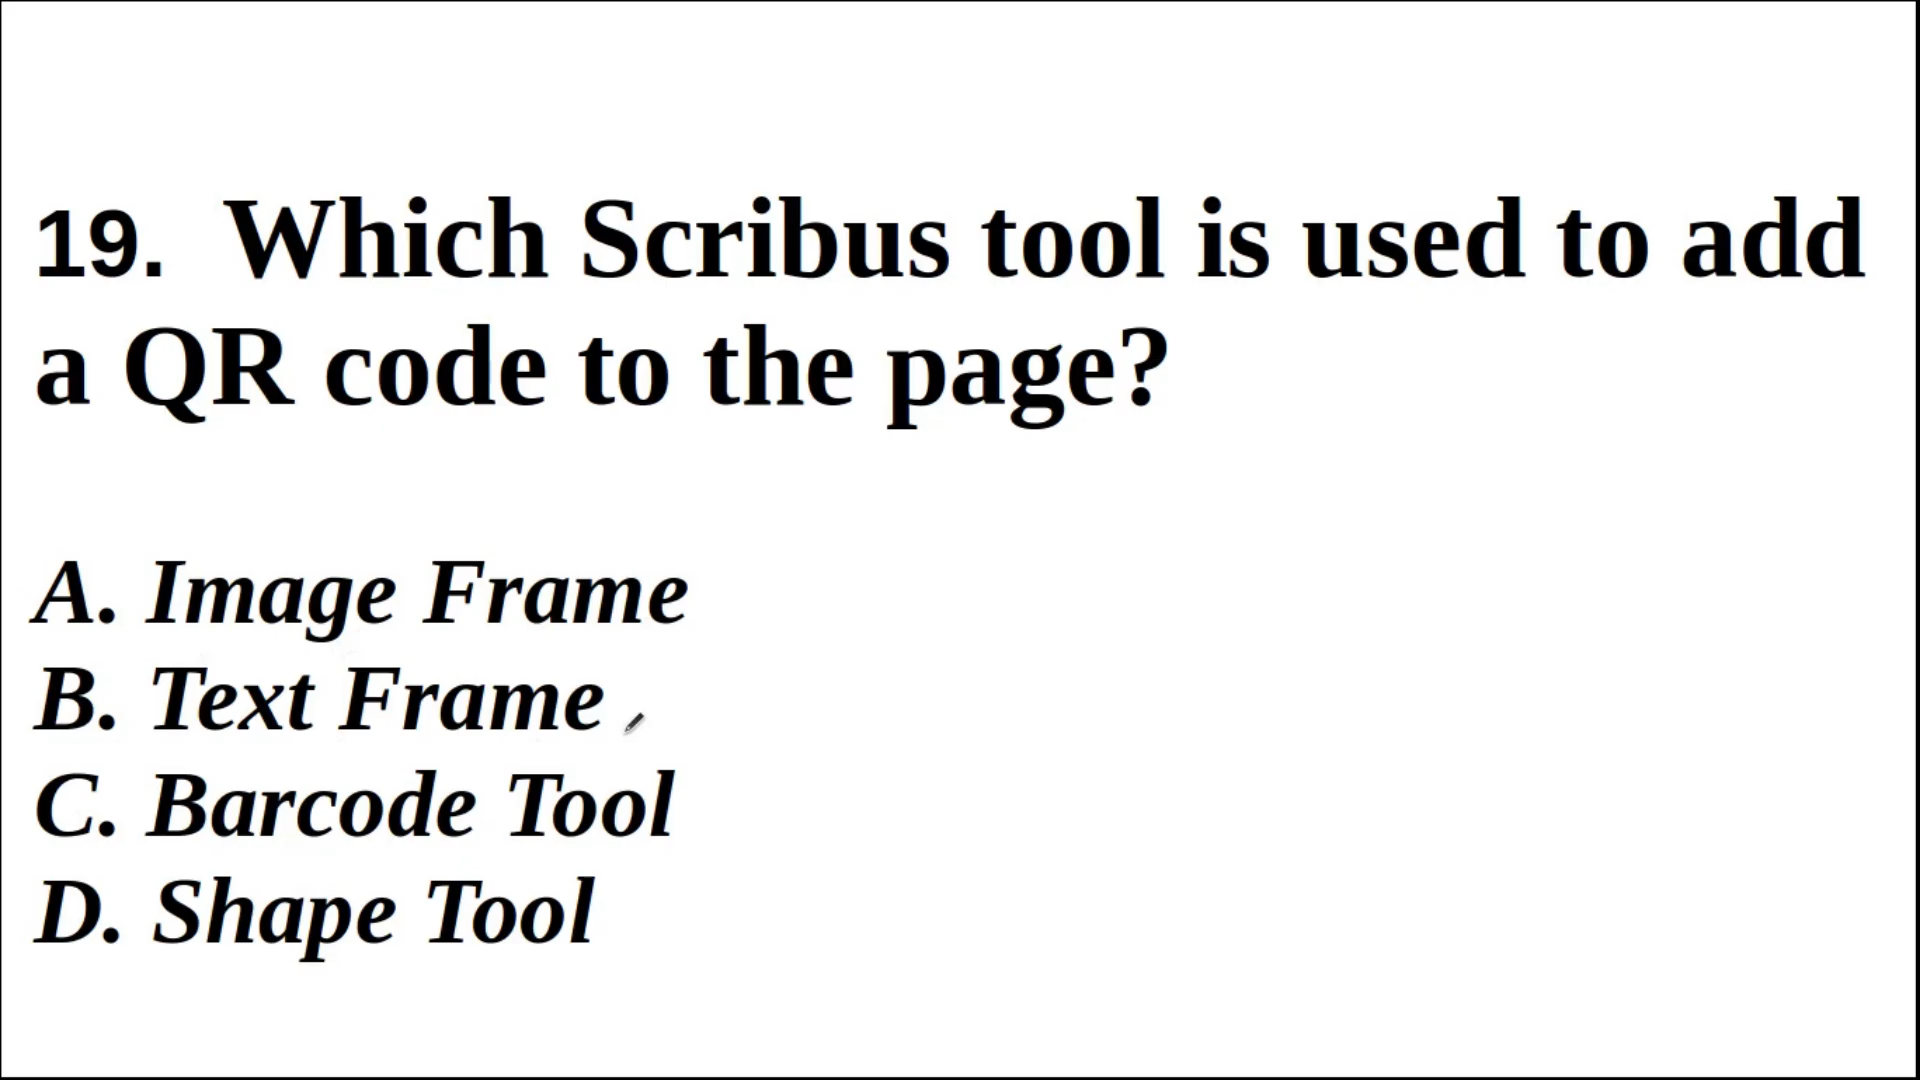 19. Which Scribus tool is used to add
a QR code to the page?
A. Image Frame
B. Text Frame
C. Barcode Tool
D. Shape Tool